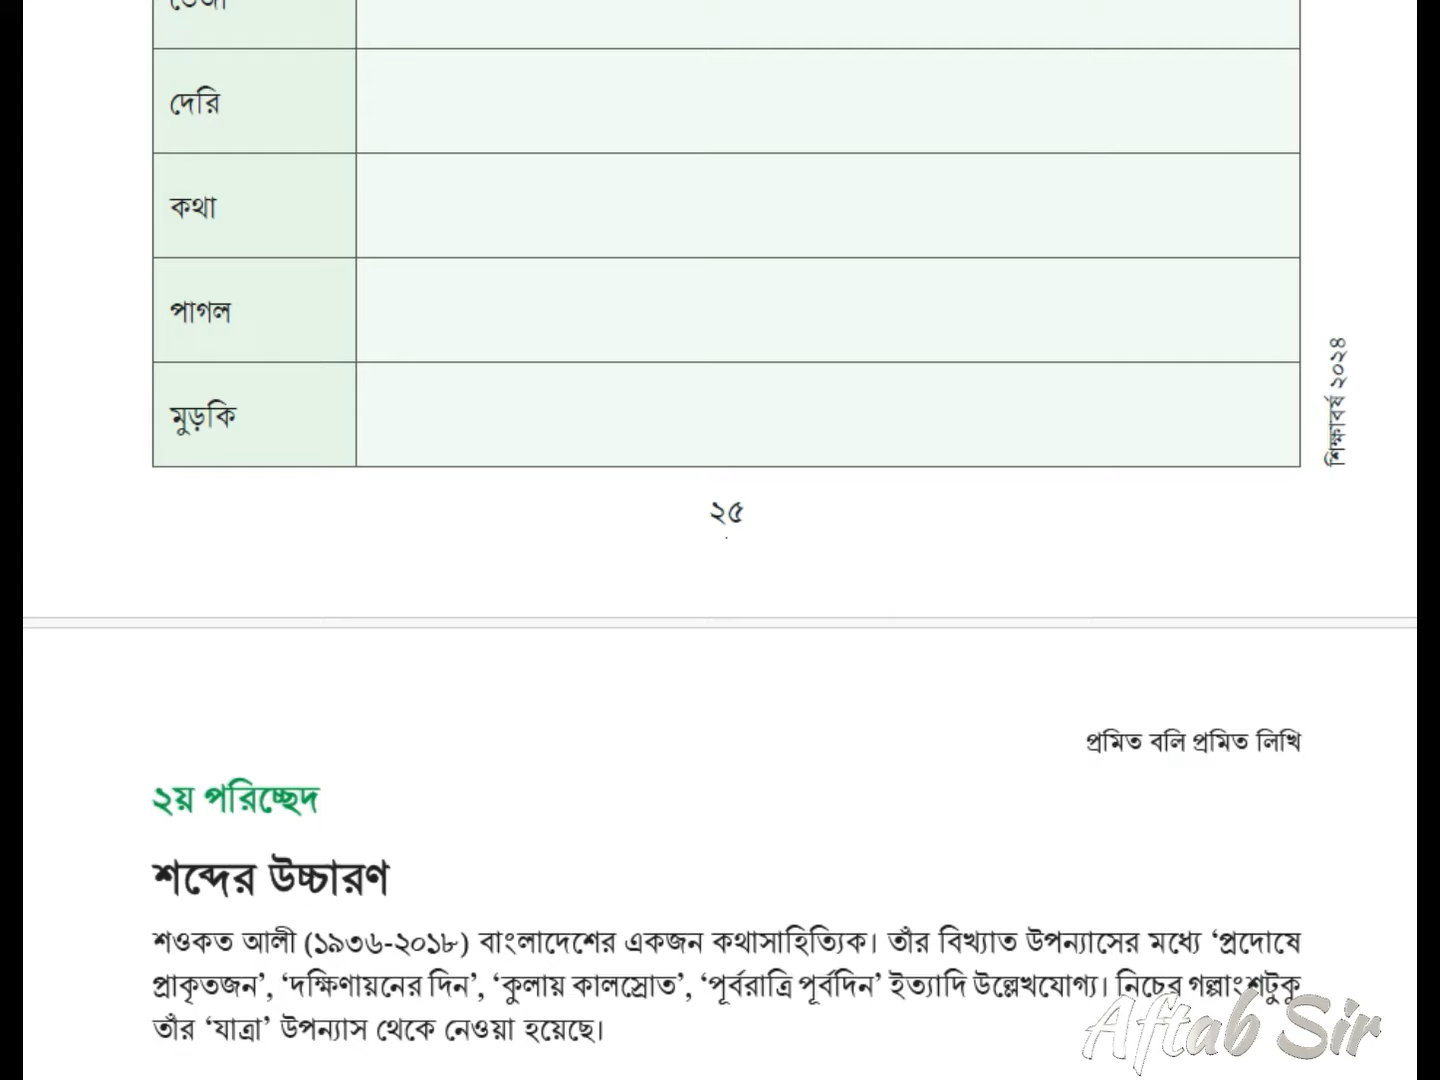 দেরি
কথা
পাগল
মুড়কি
শিক্ষাবর্ষ ২০২৪
২৫
প্রমিত বলি প্রমিত লিখি
২য় পরিচ্ছেদ
শব্দের উচ্চারণ
শওকত আলী (১৯৩৬-২০১৮) বাংলাদেশের একজন কথাসাহিত্যিক। তাঁর বিখ্যাত উপন্যাসের মধ্যে ‘প্রদোষে
প্রাকৃতজন’, ‘দক্ষিণায়নের দিন’, ‘কুলায় কালস্রোত’, ‘পূর্বরাত্রি পূর্বদিন’ ইত্যাদি উল্লেখযোগ্য। নিচের গল্পাংশটুকু
তাঁর ‘যাত্রা’ উপন্যাস থেকে নেওয়া হয়েছে।
Aftab Sir